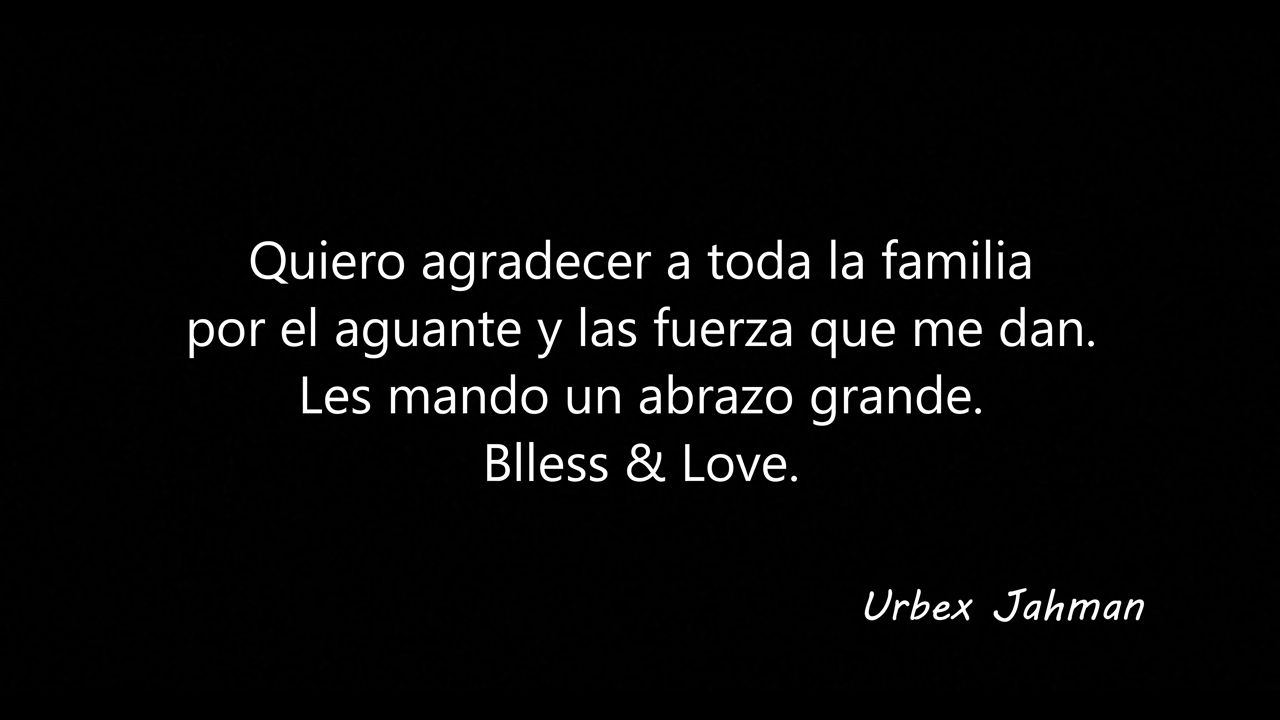 Quiero agradecer a toda la familia
por el aguante y las fuerza que me dan.
Les mando un abrazo grande.
Blless & Love.
Urbex Jahman